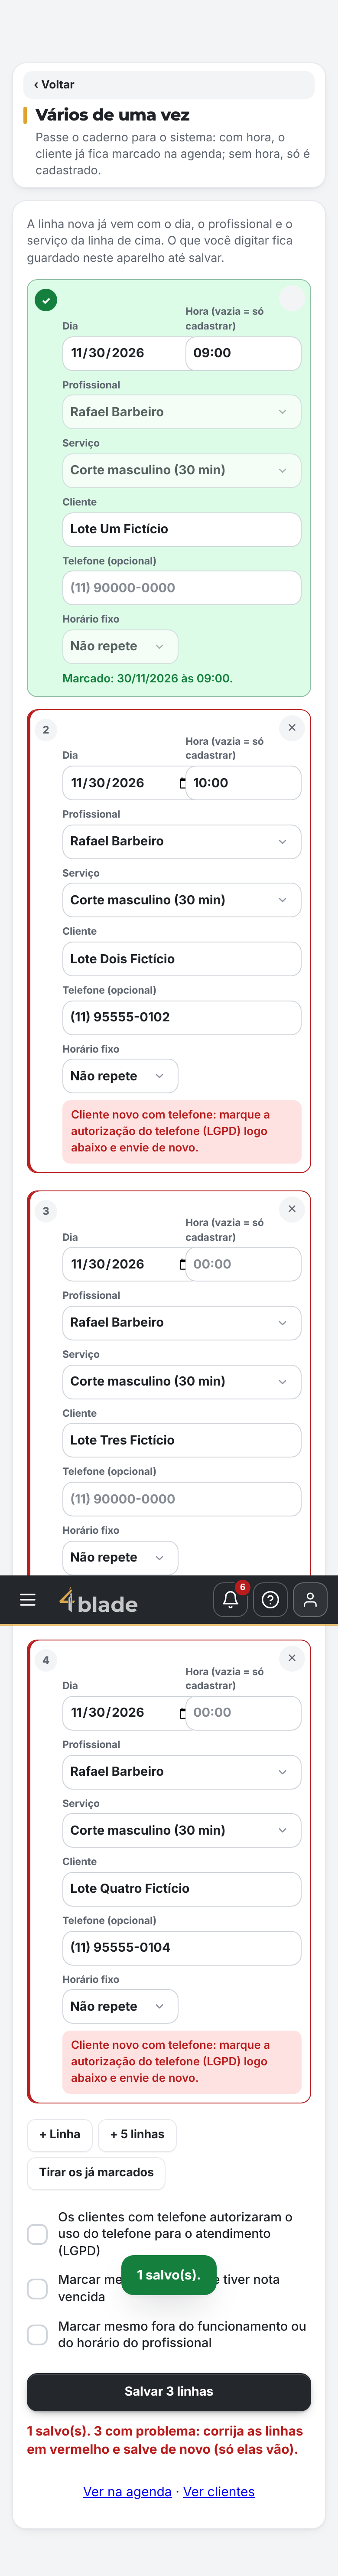 ‹ Voltar
Vários de uma vez
Passe o caderno para o sistema: com hora, o
cliente já fica marcado na agenda; sem hora, só é
cadastrado.
A linha nova já vem com o dia, o profissional e o
serviço da linha de cima. O que você digitar fica
guardado neste aparelho até salvar.
Dia
Hora (vazia = só
cadastrar)
11/30/2026
09:00
Profissional
Rafael Barbeiro
Serviço
Corte masculino (30 min)
Cliente
Lote Um Fictício
Telefone (opcional)
(11) 90000-0000
Horário fixo
Não repete
Marcado: 30/11/2026 às 09:00.
2
×
Dia
Hora (vazia = só
cadastrar)
11/30/2026
10:00
Profissional
Rafael Barbeiro
Serviço
Corte masculino (30 min)
Cliente
Lote Dois Fictício
Telefone (opcional)
(11) 95555-0102
Horário fixo
Não repete
Cliente novo com telefone: marque a
autorização do telefone (LGPD) logo
abaixo e envie de novo.
3
×
Dia
Hora (vazia = só
cadastrar)
11/30/2026
00:00
Profissional
Rafael Barbeiro
Serviço
Corte masculino (30 min)
Cliente
Lote Tres Fictício
Telefone (opcional)
(11) 90000-0000
Horário fixo
Não repete
4blade
6
4
×
Dia
Hora (vazia = só
cadastrar)
11/30/2026
00:00
Profissional
Rafael Barbeiro
Serviço
Corte masculino (30 min)
Cliente
Lote Quatro Fictício
Telefone (opcional)
(11) 95555-0104
Horário fixo
Não repete
Cliente novo com telefone: marque a
autorização do telefone (LGPD) logo
abaixo e envie de novo.
+ Linha
+ 5 linhas
Tirar os já marcados
Os clientes com telefone autorizaram o
uso do telefone para o atendimento
(LGPD)
Marcar
1 salvo(s).
tiver nota
vencida
Marcar mesmo fora do funcionamento ou
do horário do profissional
Salvar 3 linhas
1 salvo(s). 3 com problema: corrija as linhas
em vermelho e salve de novo (só elas vão).
Ver na agenda · Ver clientes